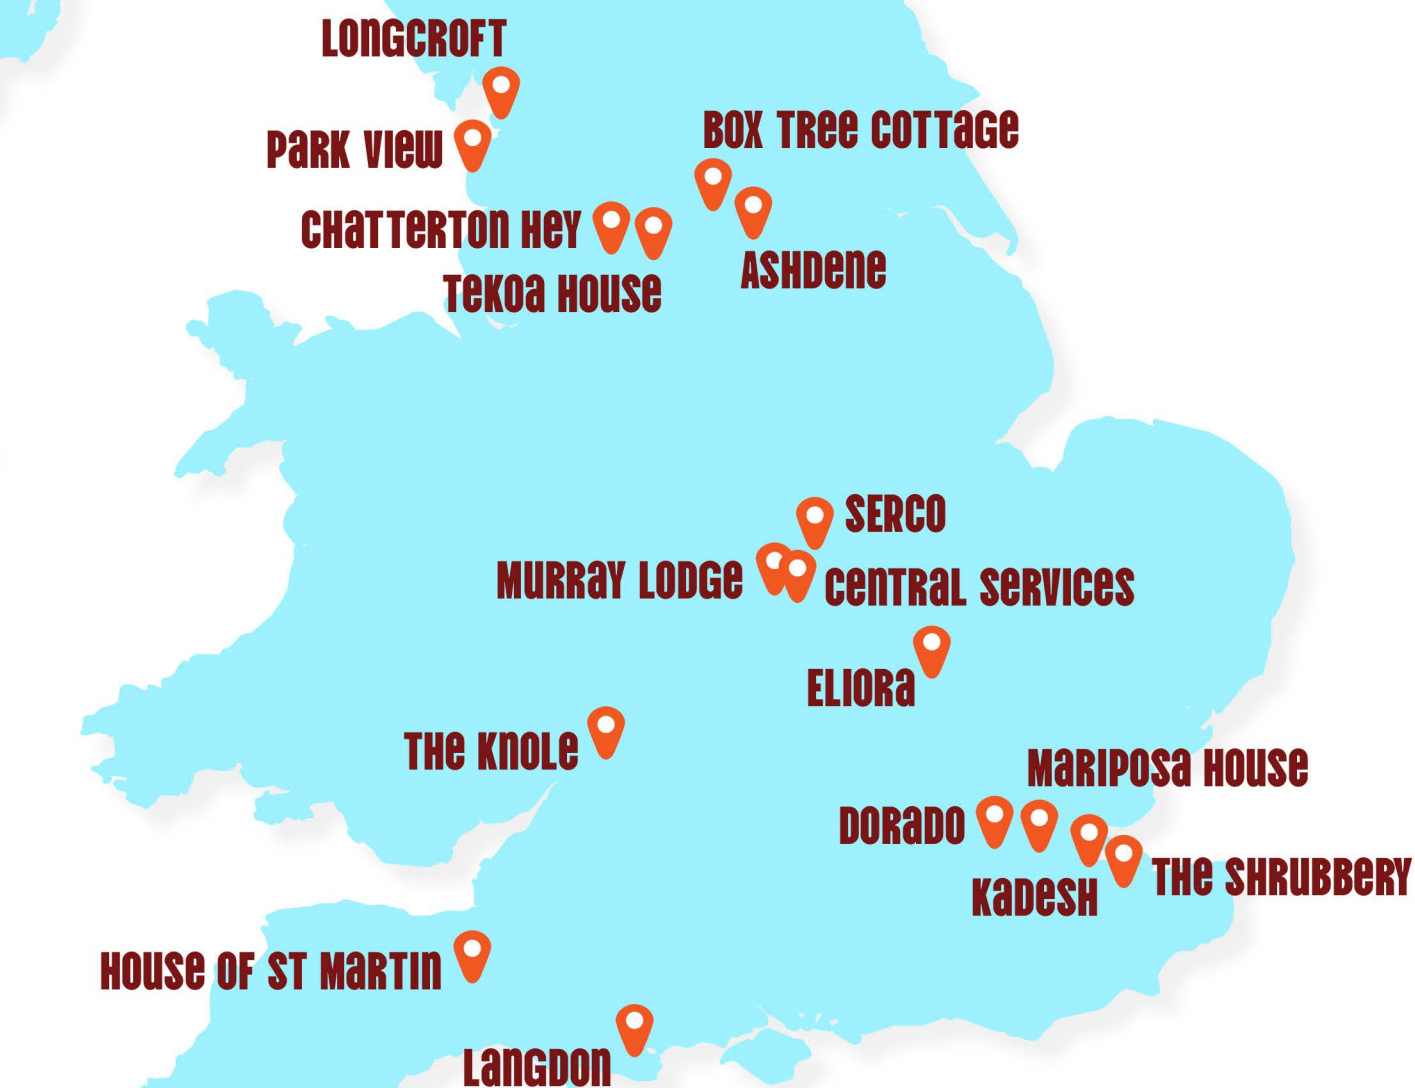 LONGCROFT
PARK VIEW
BOX TREE COTTAGE
CHATTERTON HEY
TEKOA HOUSE
ASHDENE
SERCO
MURRAY LODGE
CENTRAL SERVICES
ELIORA
THE KNOLE
MARIPOSA HOUSE
DORADO
KADESH
THE SHRUBBERY
HOUSE OF ST MARTIN
LANGDON